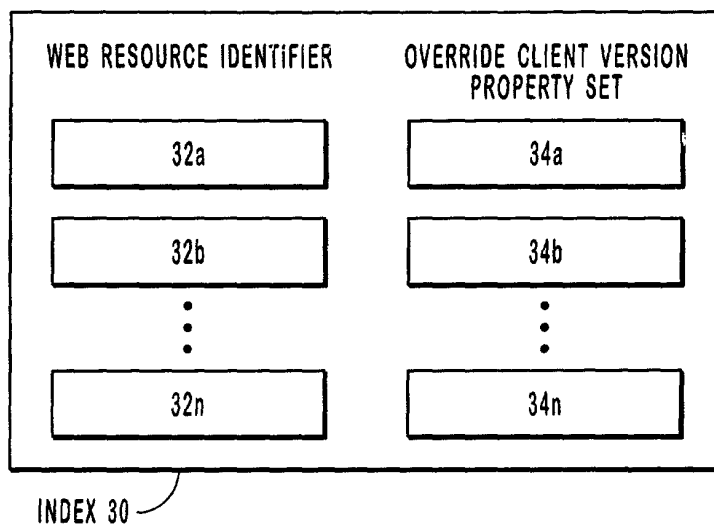 WEB RESOURCE IDENTIFIER
OVERRIDE CLIENT VERSION
PROPERTY SET
32a
34a
32b
34b
32n
34n
INDEX 30